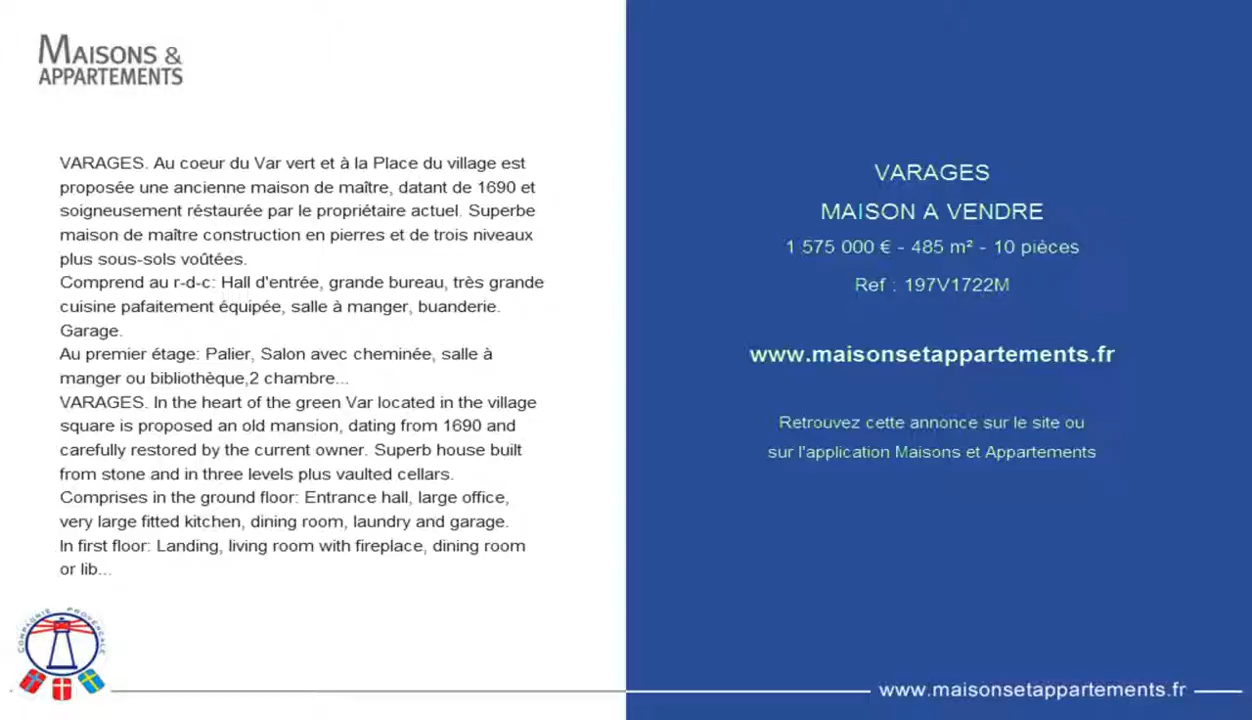 MAISONS &
APPARTEMENTS
VARAGES. Au coeur du Var vert et à la Place du village est
proposée une ancienne maison de maître, datant de 1690 et
soigneusement réstaurée par le propriétaire actuel. Superbe
maison de maître construction en pierres et de trois niveaux
plus sous-sols voûtées.
Comprend au r-d-c: Hall d'entrée, grande bureau, très grande
cuisine pafaitement équipée, salle à manger, buanderie.
Garage.
Au premier étage: Palier, Salon avec cheminée, salle à
manger ou bibliothèque,2 chambre...
VARAGES. In the heart of the green Var located in the village
square is proposed an old mansion, dating from 1690 and
carefully restored by the current owner. Superb house built
from stone and in three levels plus vaulted cellars.
Comprises in the ground floor: Entrance hall, large office,
very large fitted kitchen, dining room, laundry and garage.
In first floor: Landing, living room with fireplace, dining room
or lib...
COMPAGNIE PROVENCALE
VARAGES
MAISON A VENDRE
1 575 000 € - 485 m² - 10 pièces
Ref : 197V1722M
www.maisonsetappartements.fr
Retrouvez cette annonce sur le site ou
sur l'application Maisons et Appartements
www.maisonsetappartements.fr